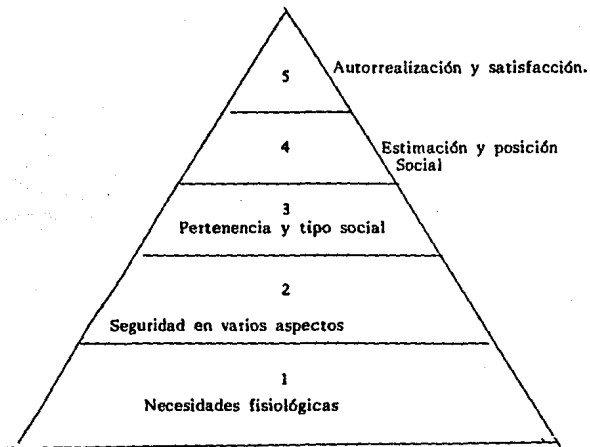 5
Autorrealización y satisfacción.
4
Estimación y posición
Social
3
Pertenencia y tipo social
2
Seguridad en varios aspectos
1
Necesidades fisiológicas